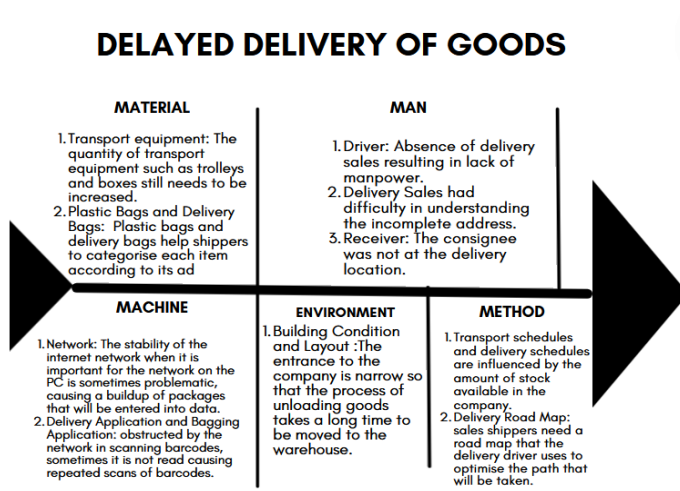 DELAYED DELIVERY OF GOODS
MATERIAL
1. Transport equipment: The
quantity of transport
equipment such as trolleys
and boxes still needs to be
increased.
2. Plastic Bags and Delivery
Bags:  Plastic bags and
delivery bags help shippers
to categorise each item
according to its ad
MAN
1. Driver: Absence of delivery
sales resulting in lack of
manpower.
2. Delivery Sales had
difficulty in understanding
the incomplete address.
3. Receiver: The consignee
was not at the delivery
location.
MACHINE
1. Network: The stability of the
internet network when it is
important for the network on the
PC is sometimes problematic,
causing a buildup of packages
that will be entered into data.
2. Delivery Application and Bagging
Application: obstructed by the
network in scanning barcodes,
sometimes it is not read causing
repeated scans of barcodes.
ENVIRONMENT
1. Building Condition
and Layout :The
entrance to the
company is narrow so
that the process of
unloading goods
takes a long time to
be moved to the
warehouse.
METHOD
1. Transport schedules
and delivery schedules
are influenced by the
amount of stock
available in the
company.
2. Delivery Road Map:
sales shippers need a
road map that the
delivery driver uses to
optimise the path that
will be taken.